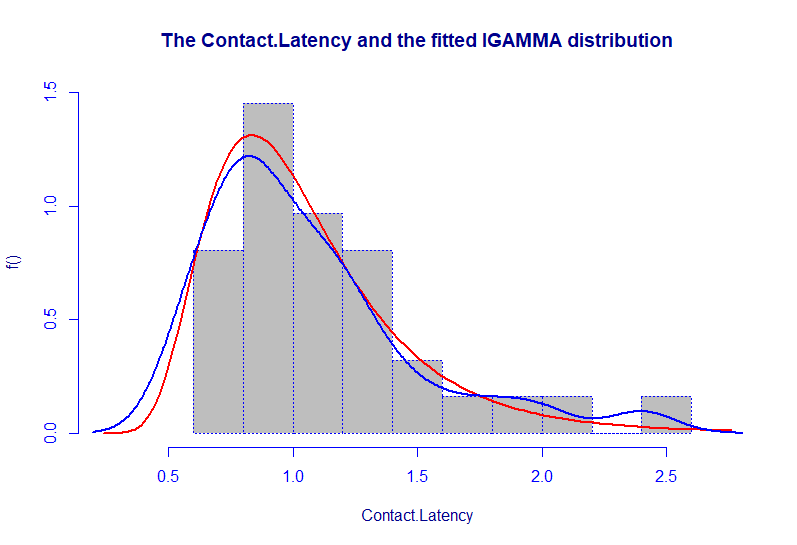 The Contact.Latency and the fitted IGAMMA distribution
1.5
1.0
0.5
0.0
f()
0.5 1.0 1.5 2.0 2.5
Contact.Latency